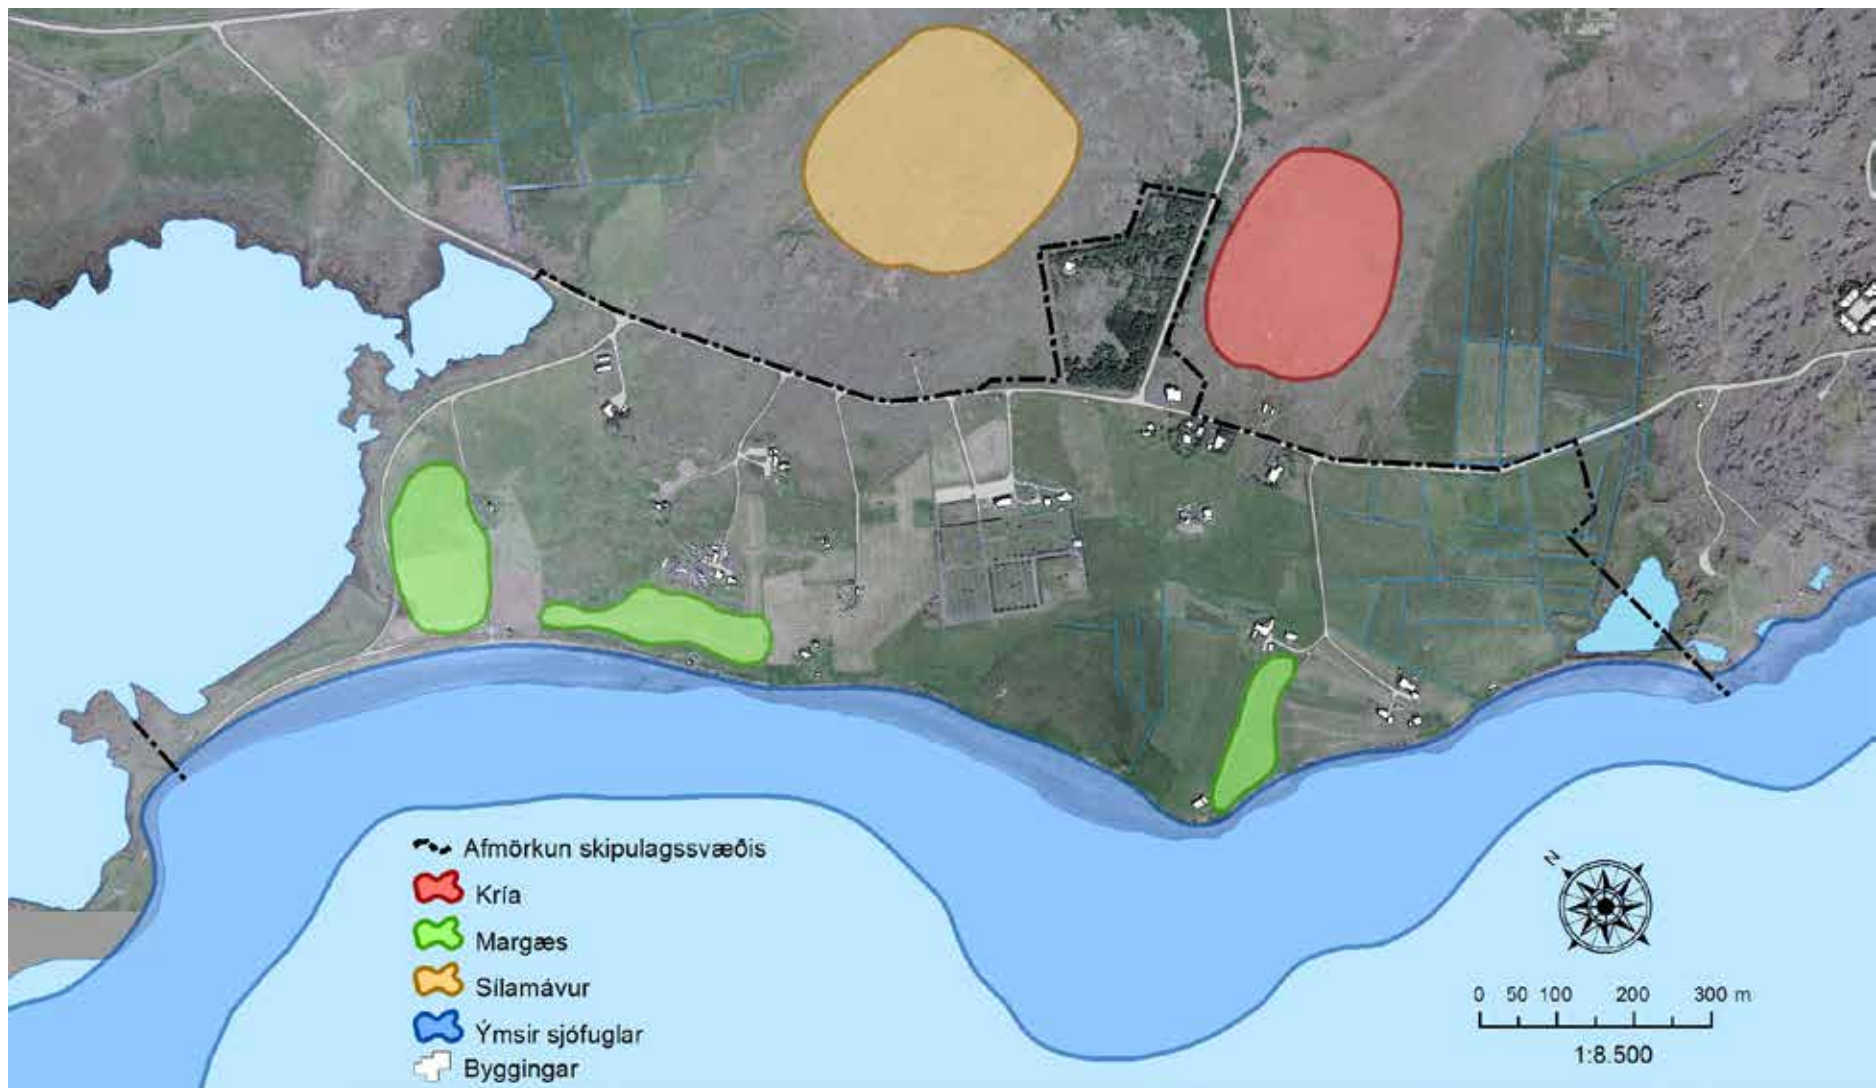 Afmörkun skipulagssvæðis
Kría
Margæs
Sílamávur
Ýmsir sjófuglar
Byggingar
N
0 50 100 200 300 m
1:8.500